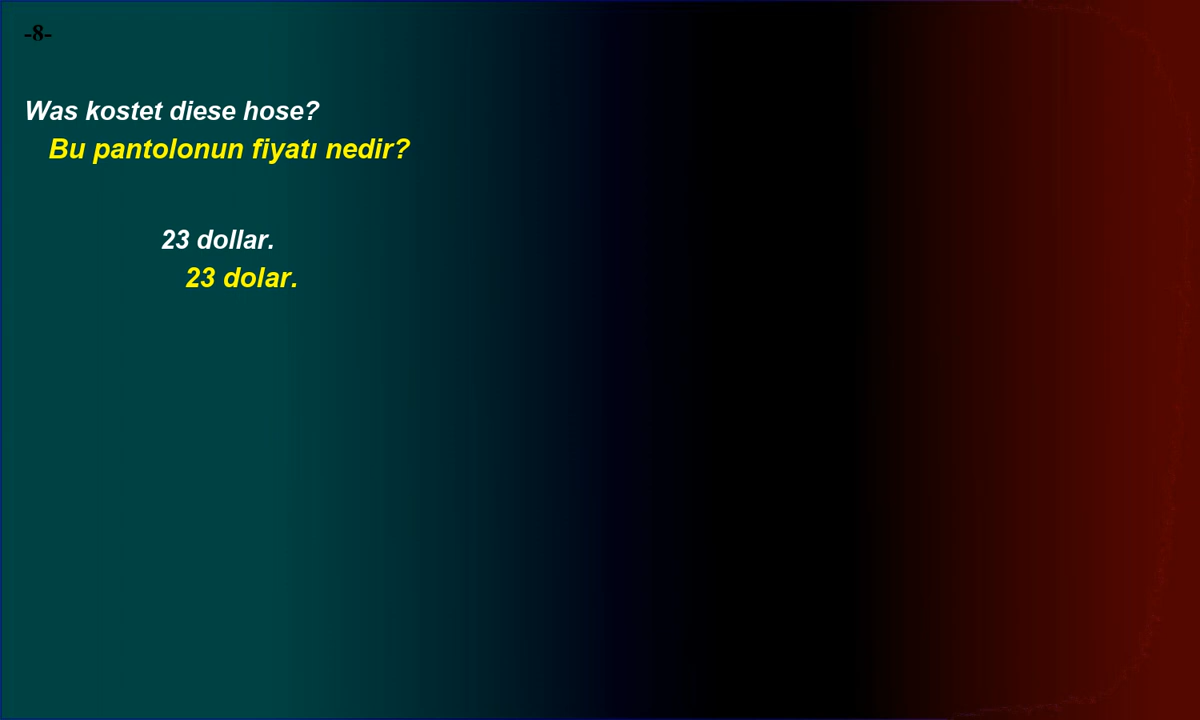 -8-
Was kostet diese hose?
Bu pantolonun fiyatı nedir?
23 dollar.
23 dolar.